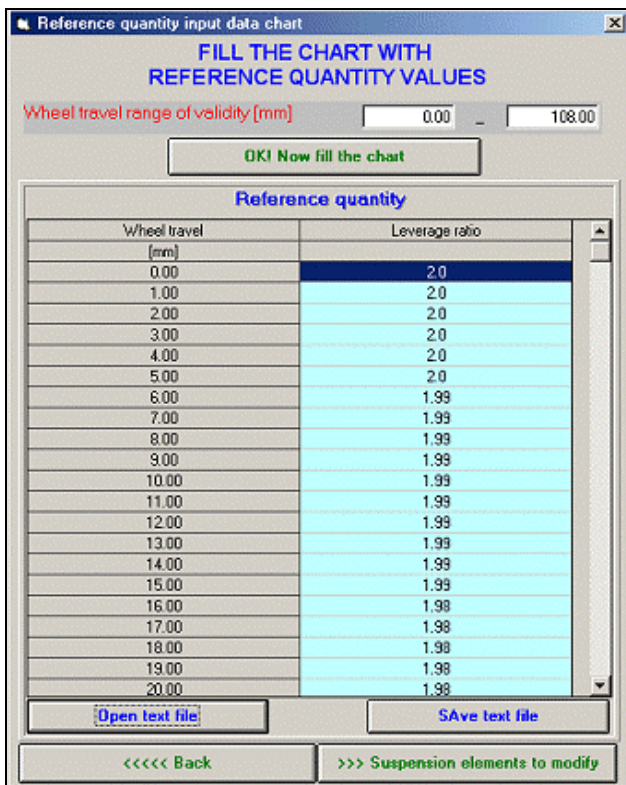 Reference quantity input data chart
FILL THE CHART WITH
REFERENCE QUANTITY VALUES
Wheel travel range of validity [mm] 0.00 _ 108.00
OK! Now fill the chart
Reference quantity
Wheel travel Leverage ratio
[mm]
0.00 2.0
1.00 2.0
2.00 2.0
3.00 2.0
4.00 2.0
5.00 2.0
6.00 1.99
7.00 1.99
8.00 1.99
9.00 1.99
10.00 1.99
11.00 1.99
12.00 1.99
13.00 1.99
14.00 1.99
15.00 1.99
16.00 1.98
17.00 1.98
18.00 1.98
19.00 1.98
20.00 1.98
Open text file SAve text file
<<<<< Back >>> Suspension elements to modify